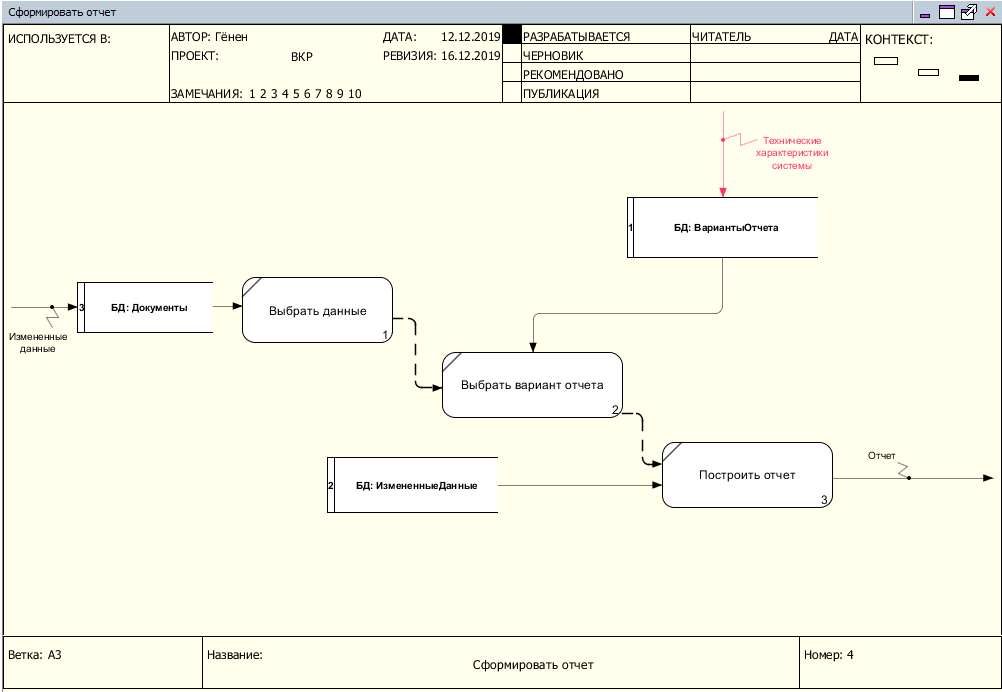 Сформировать отчет
ИСПОЛЬЗУЕТСЯ В:
АВТОР: Гёнен
ДАТА: 12.12.2019
ПРОЕКТ: ВКР
РЕВИЗИЯ: 16.12.2019
ЗАМЕЧАНИЯ: 1 2 3 4 5 6 7 8 9 10
РАЗРАБАТЫВАЕТСЯ
ЧЕРНОВИК
РЕКОМЕНДОВАНО
ПУБЛИКАЦИЯ
ЧИТАТЕЛЬ
ДАТА
КОНТЕКСТ:
Технические
характеристики
системы
1
БД: ВариантыОтчета
Измененные
данные
3
БД: Документы
Выбрать данные
1
Выбрать вариант отчета
2
2
БД: ИзмененныеДанные
Построить отчет
3
Отчет
Ветка: A3
Название:
Сформировать отчет
Номер: 4